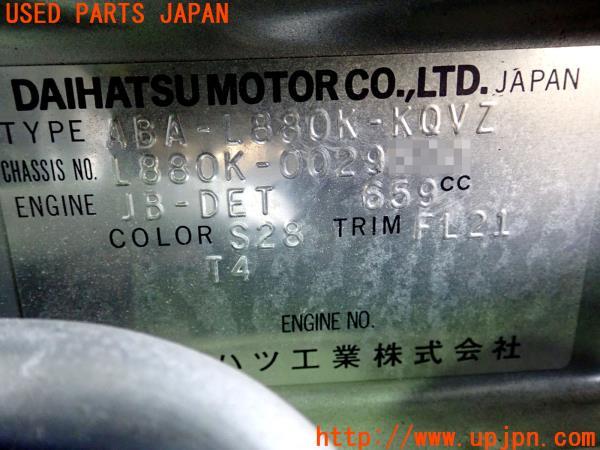 USED PARTS JAPAN
DAIHATSU MOTOR CO.,LTD. JAPAN
TYPE ABA-L880K-KQVZ
CHASSIS NO. L880K-0029
ENGINE JB-DET 659CC
COLOR S28 TRIM FL21
T4
ENGINE NO.
ハツ工業株式会社
http://www.upjpn.com